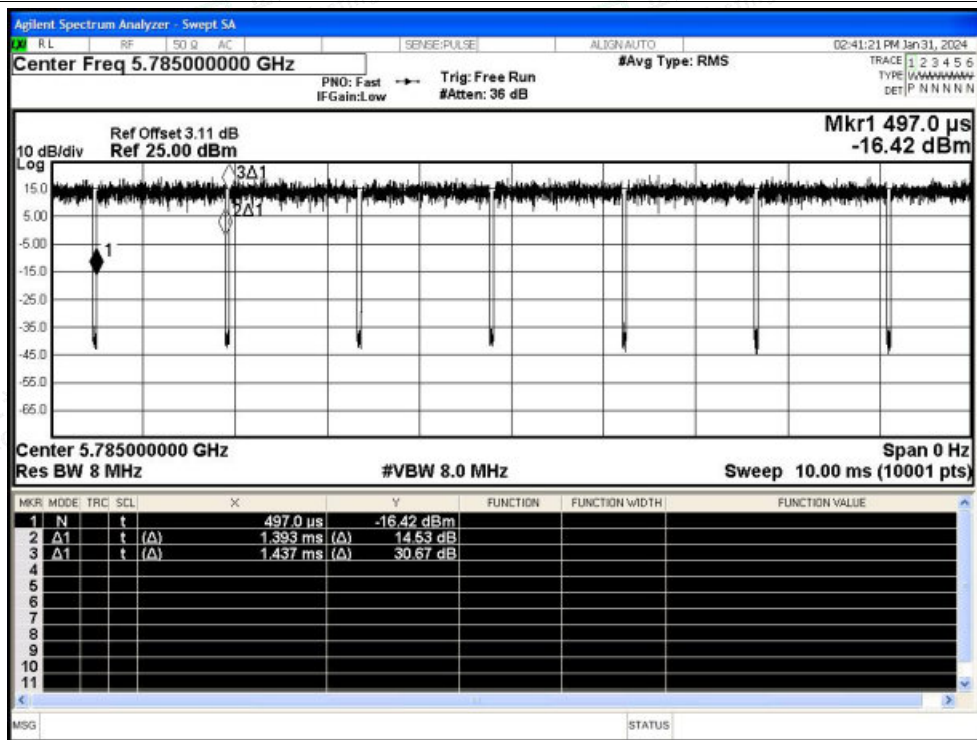 Agilent Spectrum Analyzer - Swept SA
LXI RL RF 50 Ω AC SENSE:PULSE ALIGN AUTO 02:41:21 PM Jan 31, 2024
Center Freq 5.785000000 GHz #Avg Type: RMS TRACE 1 2 3 4 5 6
PNO: Fast Trig: Free Run TYPE WWWWWW
IFGain:Low #Atten: 36 dB DET P N N N N N
Mkr1 497.0 µs
Ref Offset 3.11 dB
10 dB/div Ref 25.00 dBm -16.42 dBm
Log
3Δ1
15.0
2Δ1
5.00
-5.00
1
-15.0
-25.0
-35.0
-45.0
-55.0
-65.0
Center 5.785000000 GHz Span 0 Hz
Res BW 8 MHz #VBW 8.0 MHz Sweep 10.00 ms (10001 pts)
MKR MODE TRC SCL X Y FUNCTION FUNCTION WIDTH FUNCTION VALUE
1 N t 497.0 µs -16.42 dBm
2 Δ1 t (Δ) 1.393 ms (Δ) 14.53 dB
3 Δ1 t (Δ) 1.437 ms (Δ) 30.67 dB
4
5
6
7
8
9
10
11
MSG STATUS